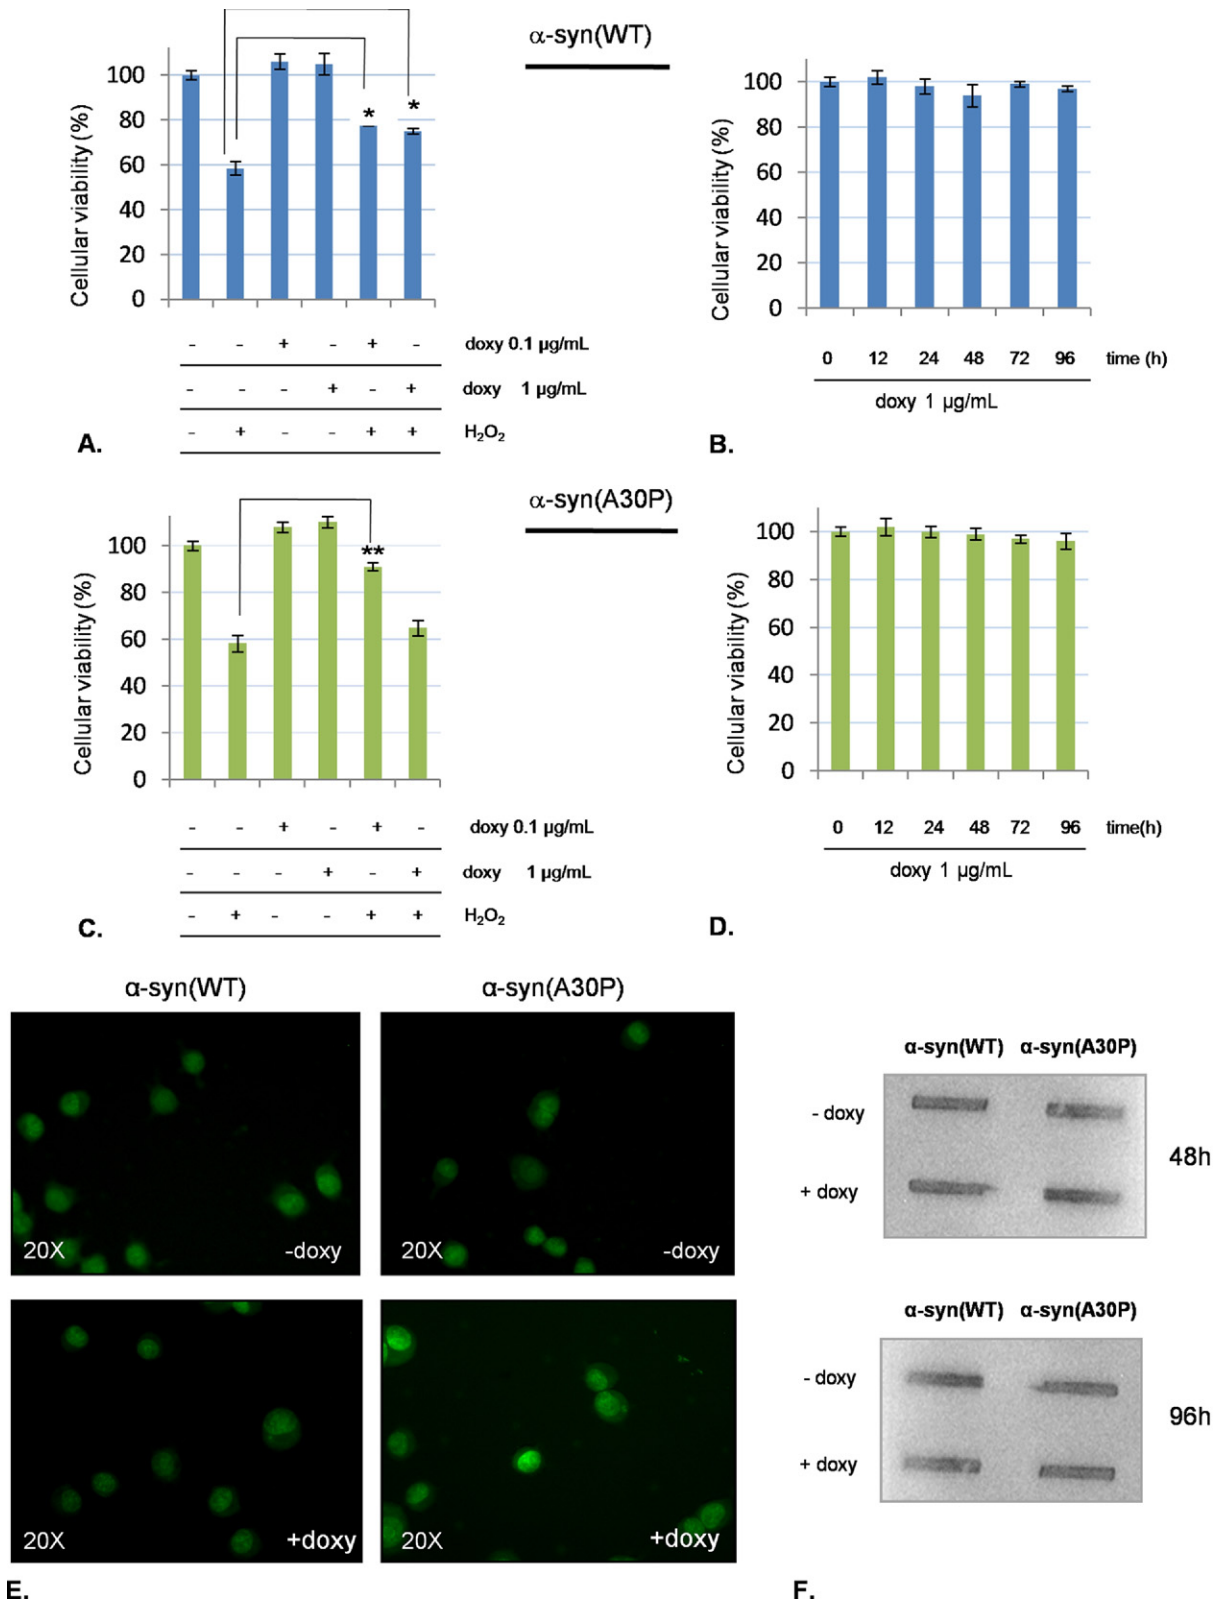 α-syn(WT)
Cellular viability (%)
100
80
60
40
20
0
* *
- - + - + - doxy 0.1 µg/mL
- - - + - + doxy 1 µg/mL
- + - - + + H₂O₂
A.
Cellular viability (%)
100
80
60
40
20
0
0 12 24 48 72 96 time (h)
doxy 1 µg/mL
B.
α-syn(A30P)
Cellular viability (%)
100
80
60
40
20
0
**
- - + - + - doxy 0.1 µg/mL
- - - + - + doxy 1 µg/mL
- + - - + + H₂O₂
C.
Cellular viability (%)
100
80
60
40
20
0
0 12 24 48 72 96 time(h)
doxy 1 µg/mL
D.
α-syn(WT) α-syn(A30P)
20X -doxy
20X -doxy
20X +doxy
20X +doxy
E.
α-syn(WT) α-syn(A30P)
- doxy
+ doxy
48h
α-syn(WT) α-syn(A30P)
- doxy
+ doxy
96h
F.